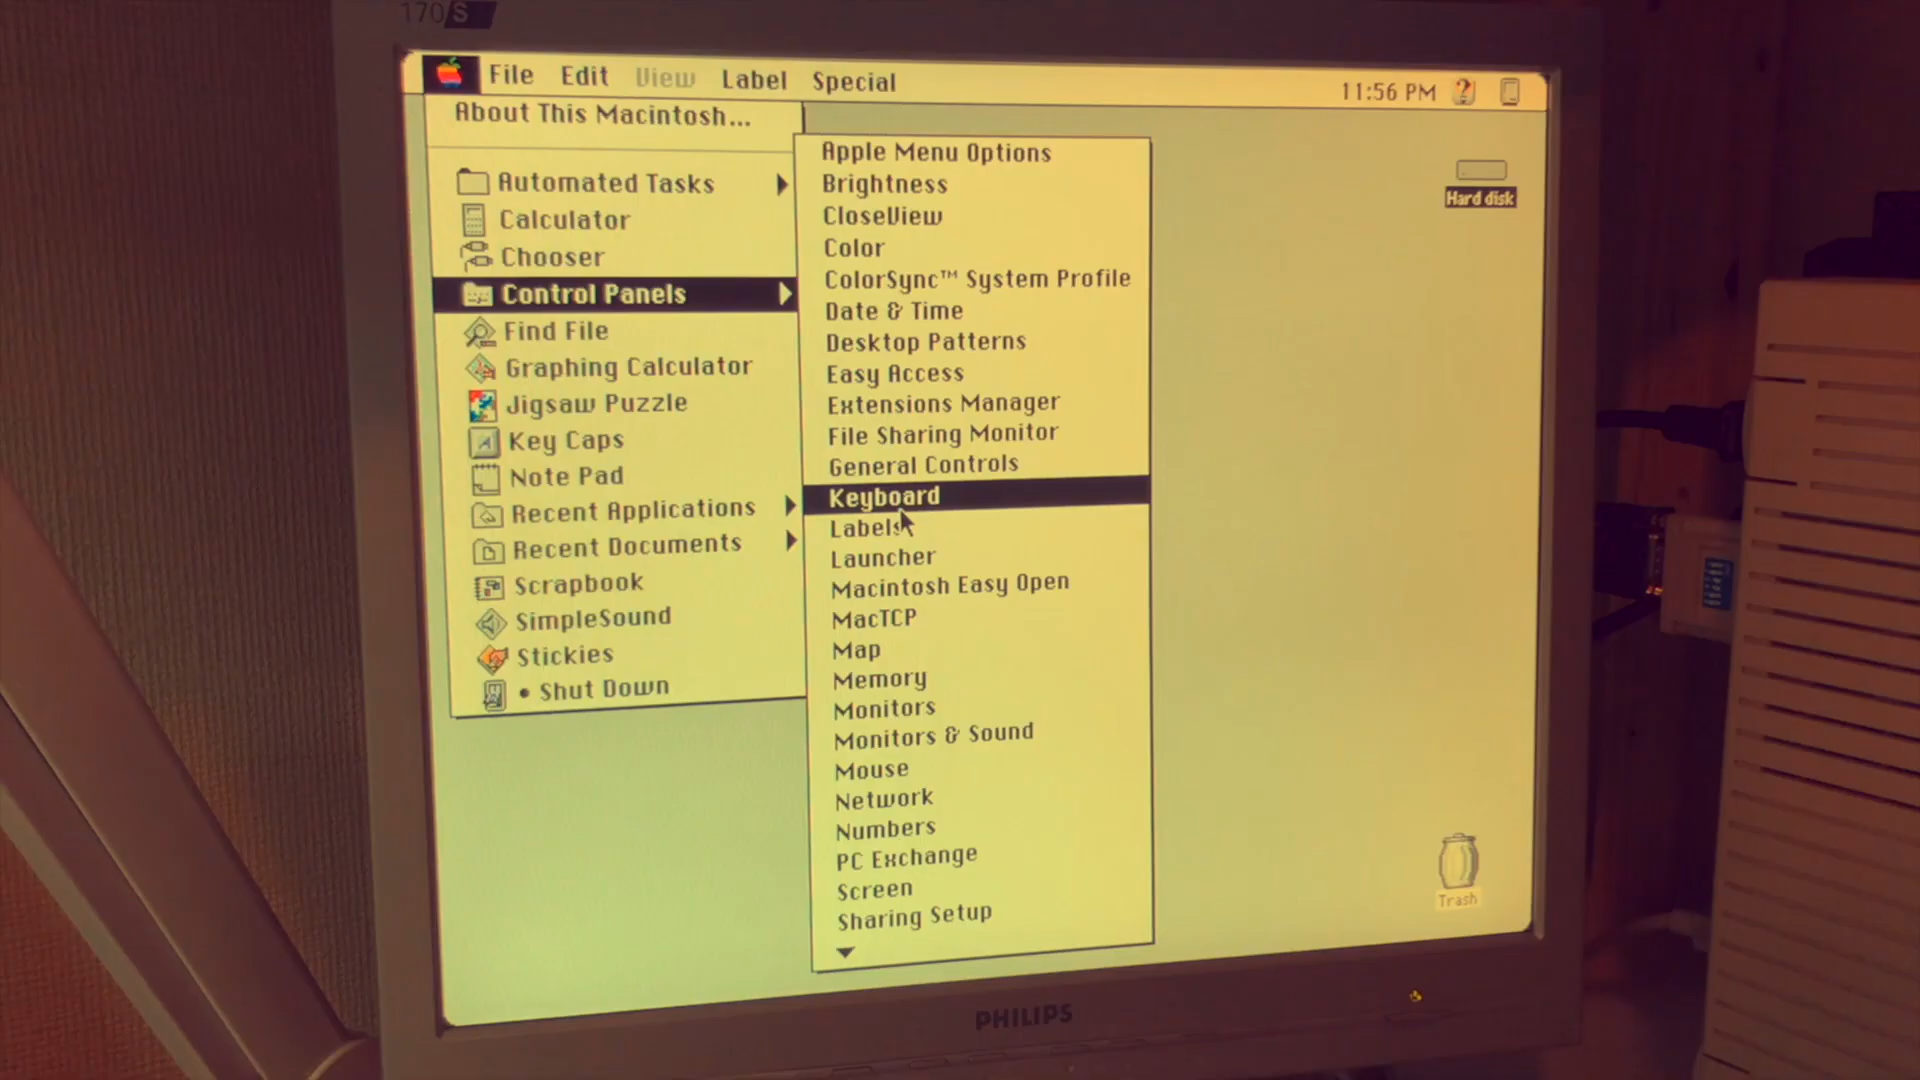 170S
File Edit View Label Special 11:56 PM
About This Macintosh...
Automated Tasks
Calculator
Chooser
Control Panels
Find File
Graphing Calculator
Jigsaw Puzzle
Key Caps
Note Pad
Recent Applications
Recent Documents
Scrapbook
SimpleSound
Stickies
• Shut Down
Apple Menu Options
Brightness
CloseView
Color
ColorSync™ System Profile
Date & Time
Desktop Patterns
Easy Access
Extensions Manager
File Sharing Monitor
General Controls
Keyboard
Labels
Launcher
Macintosh Easy Open
MacTCP
Map
Memory
Monitors
Monitors & Sound
Mouse
Network
Numbers
PC Exchange
Screen
Sharing Setup
Hard disk
Trash
PHILIPS